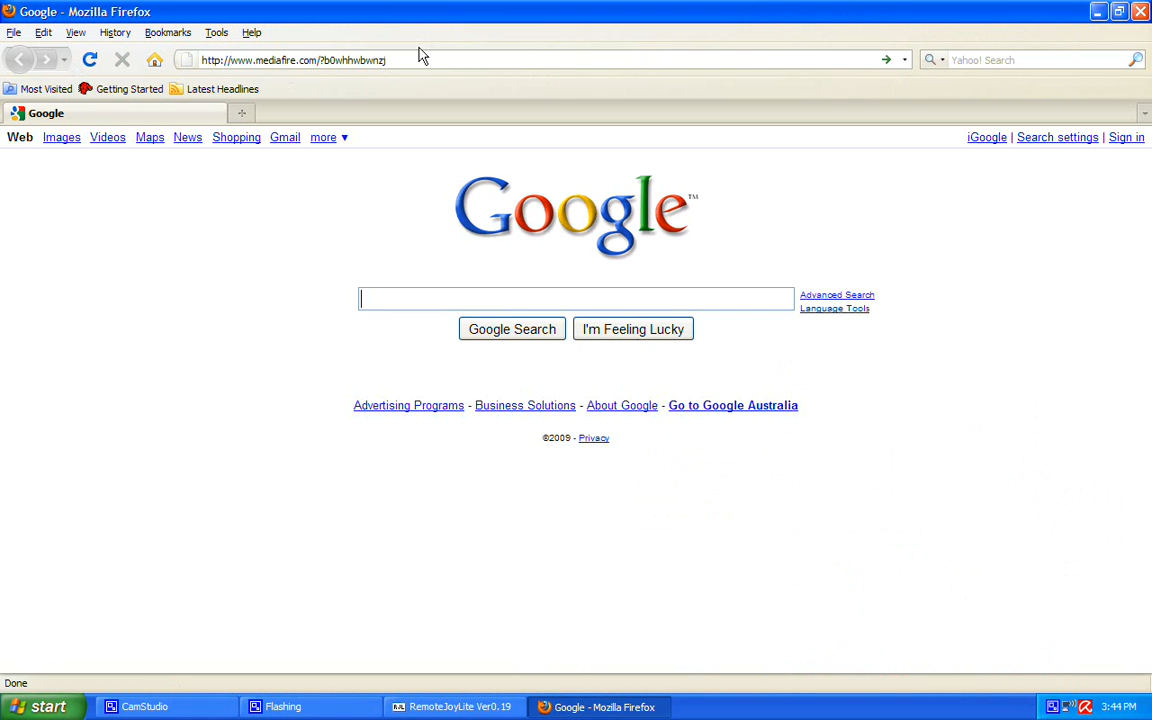 Google - Mozilla Firefox
File Edit View History Bookmarks Tools Help
http://www.mediafire.com/?b0whhwbwnzj Yahoo! Search
Most Visited Getting Started Latest Headlines
Google
Web Images Videos Maps News Shopping Gmail more ▼ iGoogle | Search settings | Sign in
Google™
Advanced Search
Language Tools
Google Search I'm Feeling Lucky
Advertising Programs - Business Solutions - About Google - Go to Google Australia
©2009 - Privacy
Done
start CamStudio Flashing RJL RemoteJoyLite Ver0.19 Google - Mozilla Firefox 3:44 PM